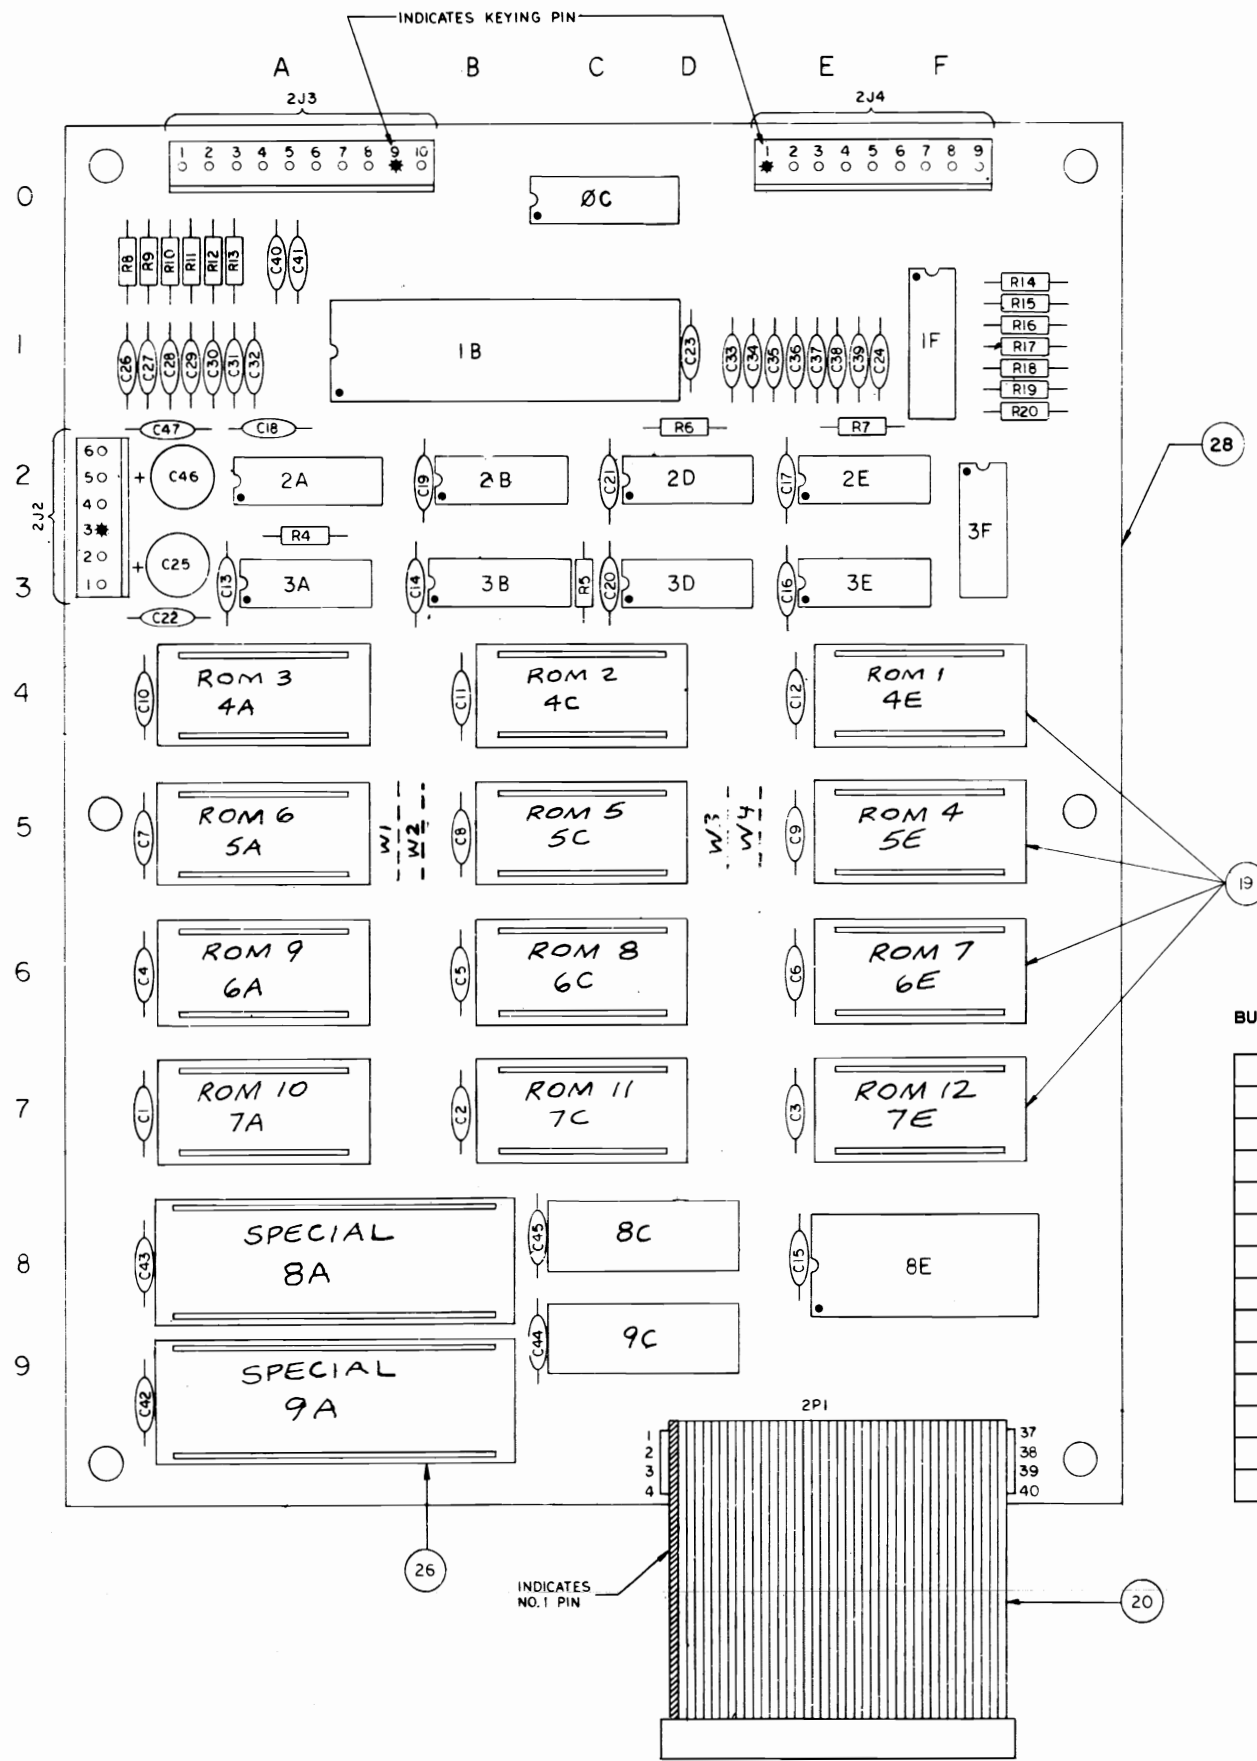 INDICATES KEYING PIN
A B C D E F
2J3 2J4
1 2 3 4 5 6 7 8 9 10
1 2 3 4 5 6 7 8 9
0
ØC
R8 R9 R10 R11 R12 R13 C40 C41
R14
R15
R16
R17
R18
R19
R20
1
1B
C23
1F
C26 C27 C28 C29 C30 C31 C32
C33 C34 C35 C36 C37 C38 C39 C24
C47 C18 R6 R7
28
2J2
6
5
4
3
2
1
2
+ C46 2A C19 2B C21 2D C17 2E
3F
R4
3
+ C25 C13 3A C14 3B R5 C20 3D C16 3E
C22
4
C10 ROM 3 4A
C11 ROM 2 4C
C12 ROM 1 4E
5
C7 ROM 6 5A
W1 W2
C8 ROM 5 5C
W3 W4
C9 ROM 4 5E
19
6
C4 ROM 9 6A
C5 ROM 8 6C
C6 ROM 7 6E
BU
7
C1 ROM 10 7A
C2 ROM 11 7C
C3 ROM 12 7E
8
C43 SPECIAL 8A
C45 8C
C15 8E
9
C42 SPECIAL 9A
C44 9C
2P1
1 37
2 38
3 39
4 40
26
INDICATES
NO. 1 PIN
20